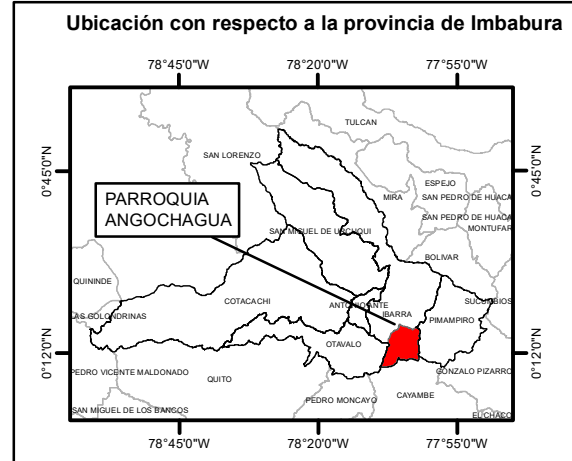 Ubicación con respecto a la provincia de Imbabura
78°45'0"W 78°20'0"W 77°55'0"W
TULCAN
0°45'0"N 0°45'0"N
SAN LORENZO
ESPEJO
MIRA SAN PEDRO DE HUACA
PARROQUIA
ANGOCHAGUA
SAN PEDRO DE HUACA
MONTUFAR
SAN MIGUEL DE URCUQUI
BOLIVAR
QUININDE
COTACACHI
ANTONIO ANTE
SUCUMBIOS
LAS GOLONDRINAS
IBARRA
PIMAMPIRO
0°12'0"N 0°12'0"N
OTAVALO
PEDRO VICENTE MALDONADO
QUITO
GONZALO PIZARRO
CAYAMBE
PEDRO MONCAYO
SAN MIGUEL DE LOS BANCOS
EL CHACO
78°45'0"W 78°20'0"W 77°55'0"W